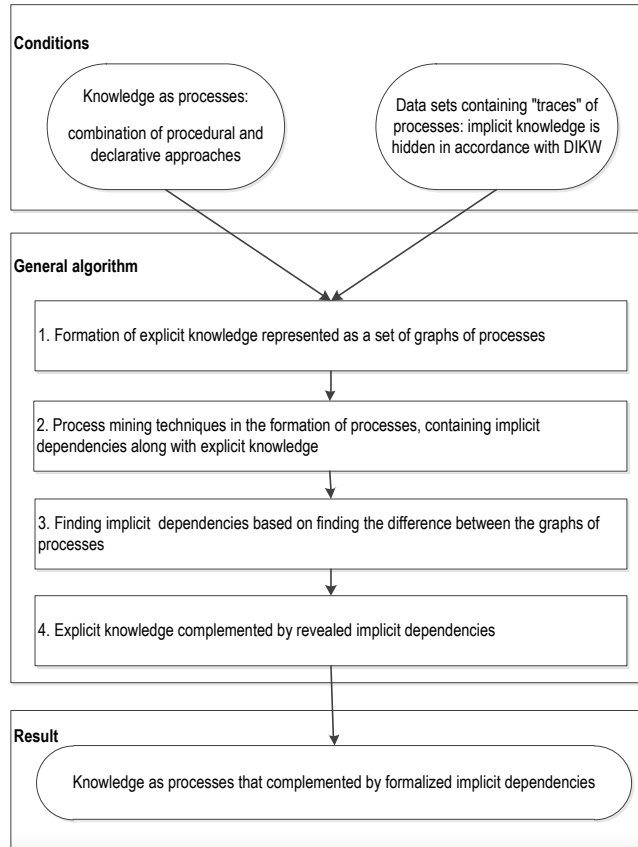 Conditions
Knowledge as processes:
combination of procedural and
declarative approaches
Data sets containing "traces" of
processes: implicit knowledge is
hidden in accordance with DIKW
General algorithm
1. Formation of explicit knowledge represented as a set of graphs of processes
2. Process mining techniques in the formation of processes, containing implicit
dependencies along with explicit knowledge
3. Finding implicit dependencies based on finding the difference between the graphs of
processes
4. Explicit knowledge complemented by revealed implicit dependencies
Result
Knowledge as processes that complemented by formalized implicit dependencies